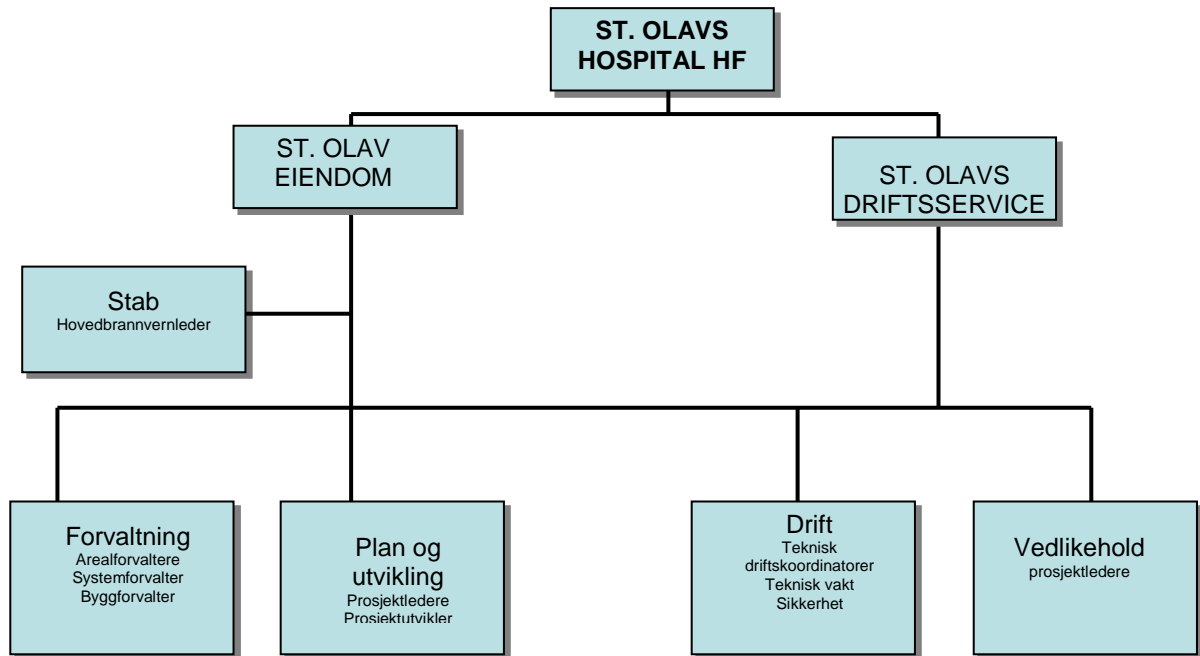 ST. OLAVS
HOSPITAL HF
ST. OLAV
EIENDOM
ST. OLAVS
DRIFTSSERVICE
Stab
Hovedbrannvernleder
Forvaltning
Arealforvaltere
Systemforvalter
Byggforvalter
Plan og
utvikling
Prosjektledere
Prosjektutvikler
Drift
Teknisk
driftskoordinatorer
Teknisk vakt
Sikkerhet
Vedlikehold
prosjektledere